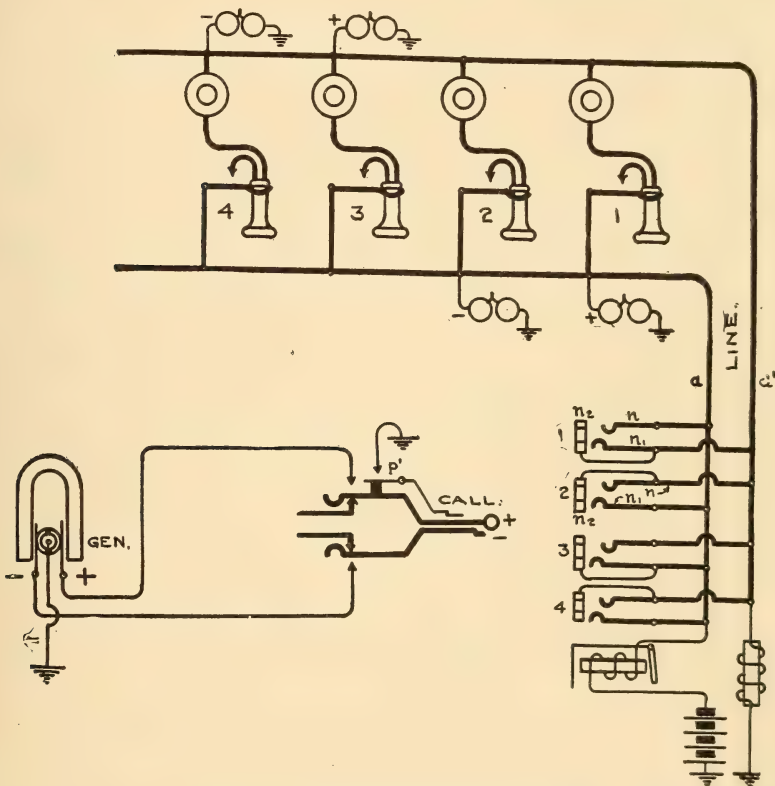 - +
4 3 2 1
- +
LINE.
a a'
n2 n
1 n1
2 n1 n
n2
3
4
P'
CALL.
+
-
GEN.
- +